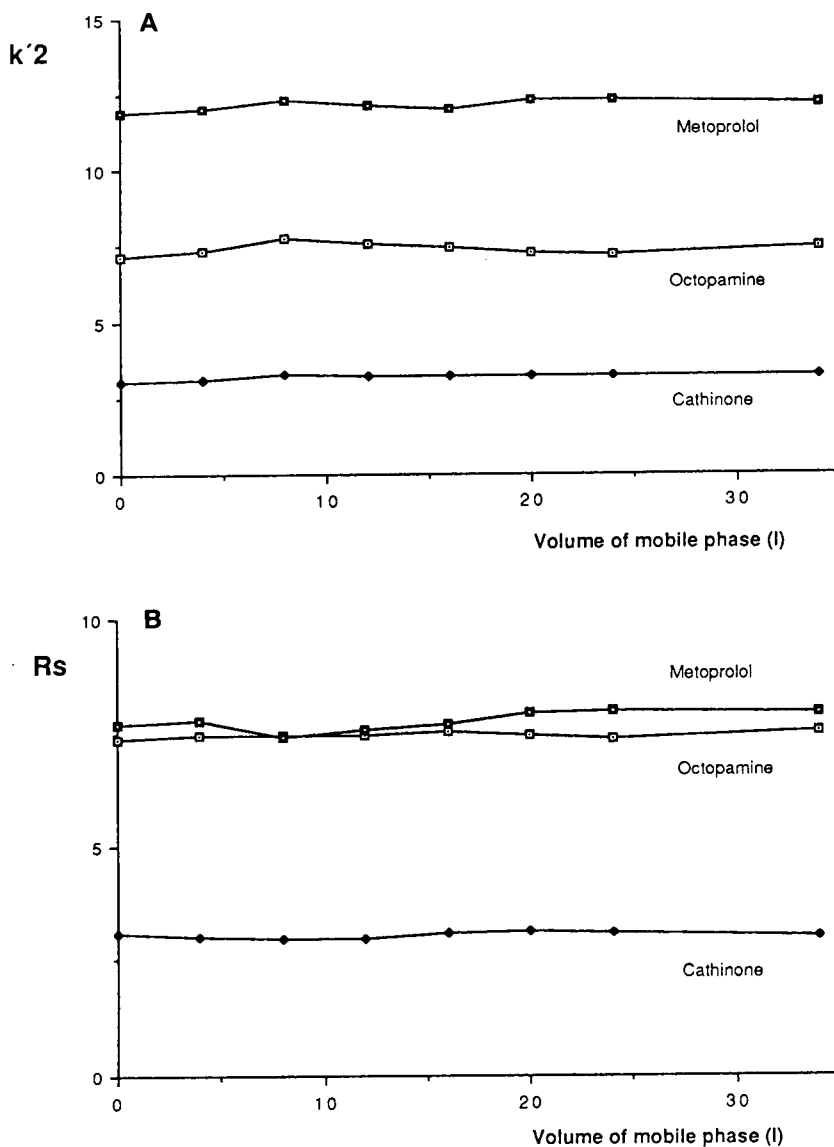 A
k´2
15
10
5
0
Metoprolol
Octopamine
Cathinone
0 10 20 30
Volume of mobile phase (l)
B
Rs
10
5
0
Metoprolol
Octopamine
Cathinone
0 10 20 30
Volume of mobile phase (l)